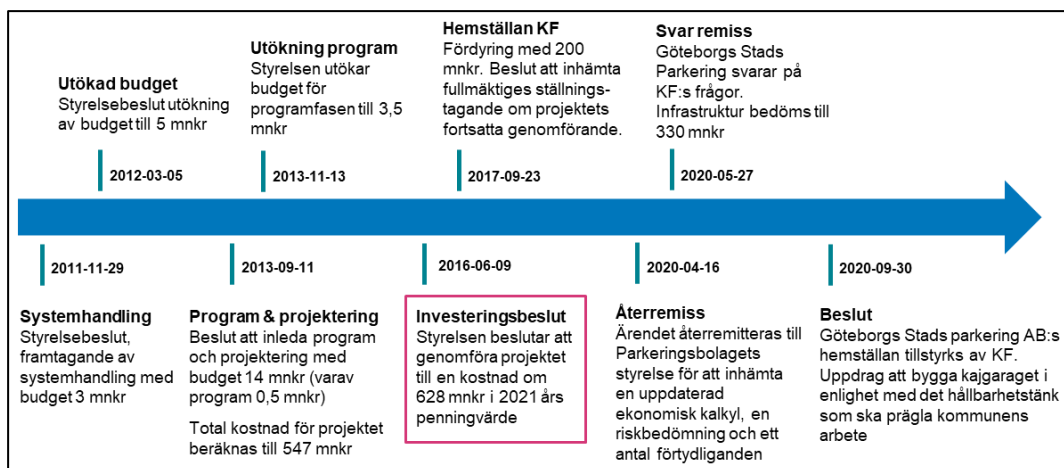 Utökad budget
Styrelsebeslut utökning
av budget till 5 mnkr
2012-03-05
Utökning program
Styrelsen utökar
budget för
programfasen till 3,5
mnkr
2013-11-13
Hemställan KF
Fördyring med 200
mnkr. Beslut att inhämta
fullmäktiges ställnings-
tagande om projektets
fortsatta genomförande.
2017-09-23
Svar remiss
Göteborgs Stads
Parkering svarar på
KF:s frågor.
Infrastruktur bedöms till
330 mnkr
2020-05-27
2011-11-29
Systemhandling
Styrelsebeslut,
framtagande av
systemhandling med
budget 3 mnkr
2013-09-11
Program & projektering
Beslut att inleda program
och projektering med
budget 14 mnkr (varav
program 0,5 mnkr)
Total kostnad för projektet
beräknas till 547 mnkr
2016-06-09
Investeringsbeslut
Styrelsen beslutar att
genomföra projektet
till en kostnad om
628 mnkr i 2021 års
penningvärde
2020-04-16
Återremiss
Ärendet återremitteras till
Parkeringsbolagets
styrelse för att inhämta
en uppdaterad
ekonomisk kalkyl, en
riskbedömning och ett
antal förtydliganden
2020-09-30
Beslut
Göteborgs Stads parkering AB:s
hemställan tillstyrks av KF.
Uppdrag att bygga kajgaraget i
enlighet med det hållbarhetstänk
som ska prägla kommunens
arbete